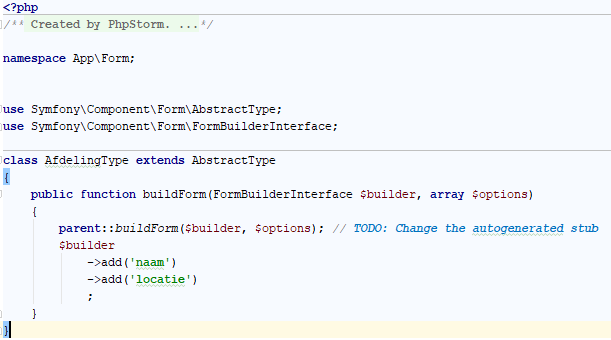 <?php
/** Created by PhpStorm. ...*/
namespace App\Form;
use Symfony\Component\Form\AbstractType;
use Symfony\Component\Form\FormBuilderInterface;
class AfdelingType extends AbstractType
{
public function buildForm(FormBuilderInterface $builder, array $options)
{
parent::buildForm($builder, $options); // TODO: Change the autogenerated stub
$builder
->add('naam')
->add('locatie')
;
}
}